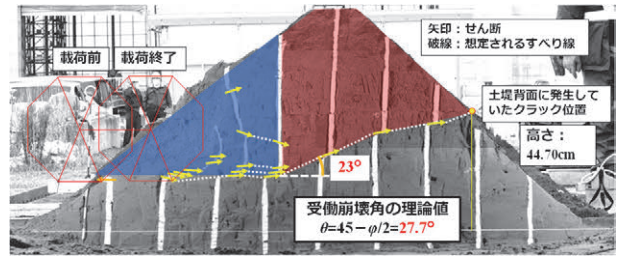 載荷前
載荷終了
矢印：せん断
破線：想定されるすべり線
土堤背面に発生して
いたクラック位置
高さ：
44.70cm
23°
受働崩壊角の理論値
θ=45－φ/2=27.7°